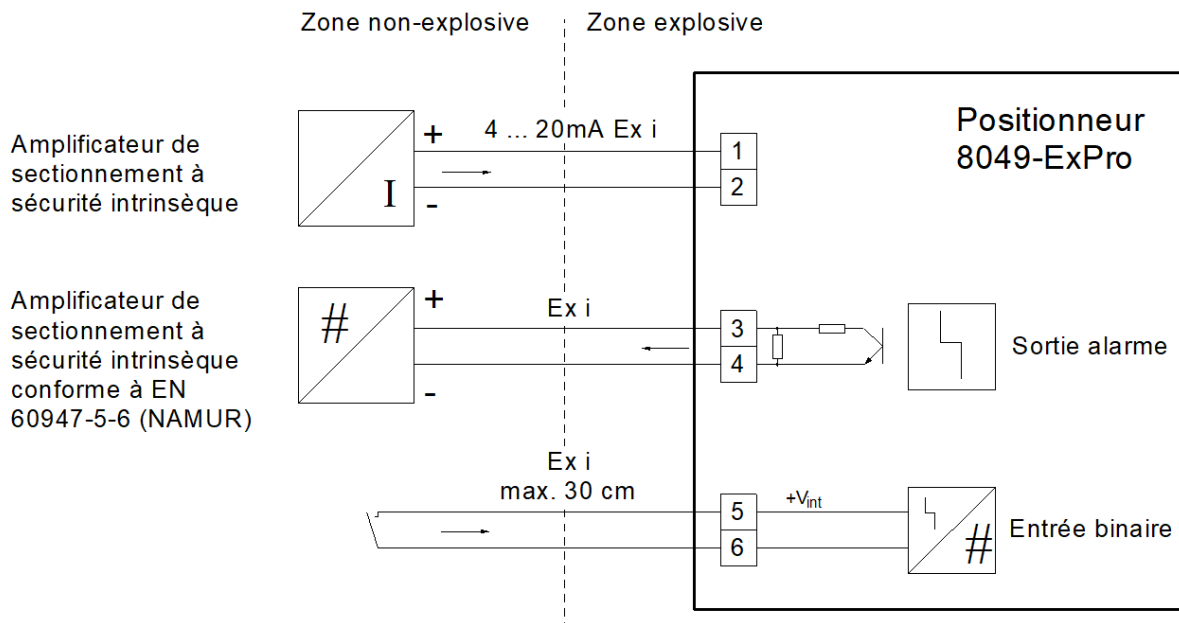 Zone non-explosive
Zone explosive
Positionneur
8049-ExPro
Amplificateur de
sectionnement à
sécurité intrinsèque
+
4 ... 20mA Ex i
I
-
1
2
Amplificateur de
sectionnement à
sécurité intrinsèque
conforme à EN
60947-5-6 (NAMUR)
#
+
Ex i
-
3
4
Sortie alarme
Ex i
max. 30 cm
5
6
+Vint
#
Entrée binaire